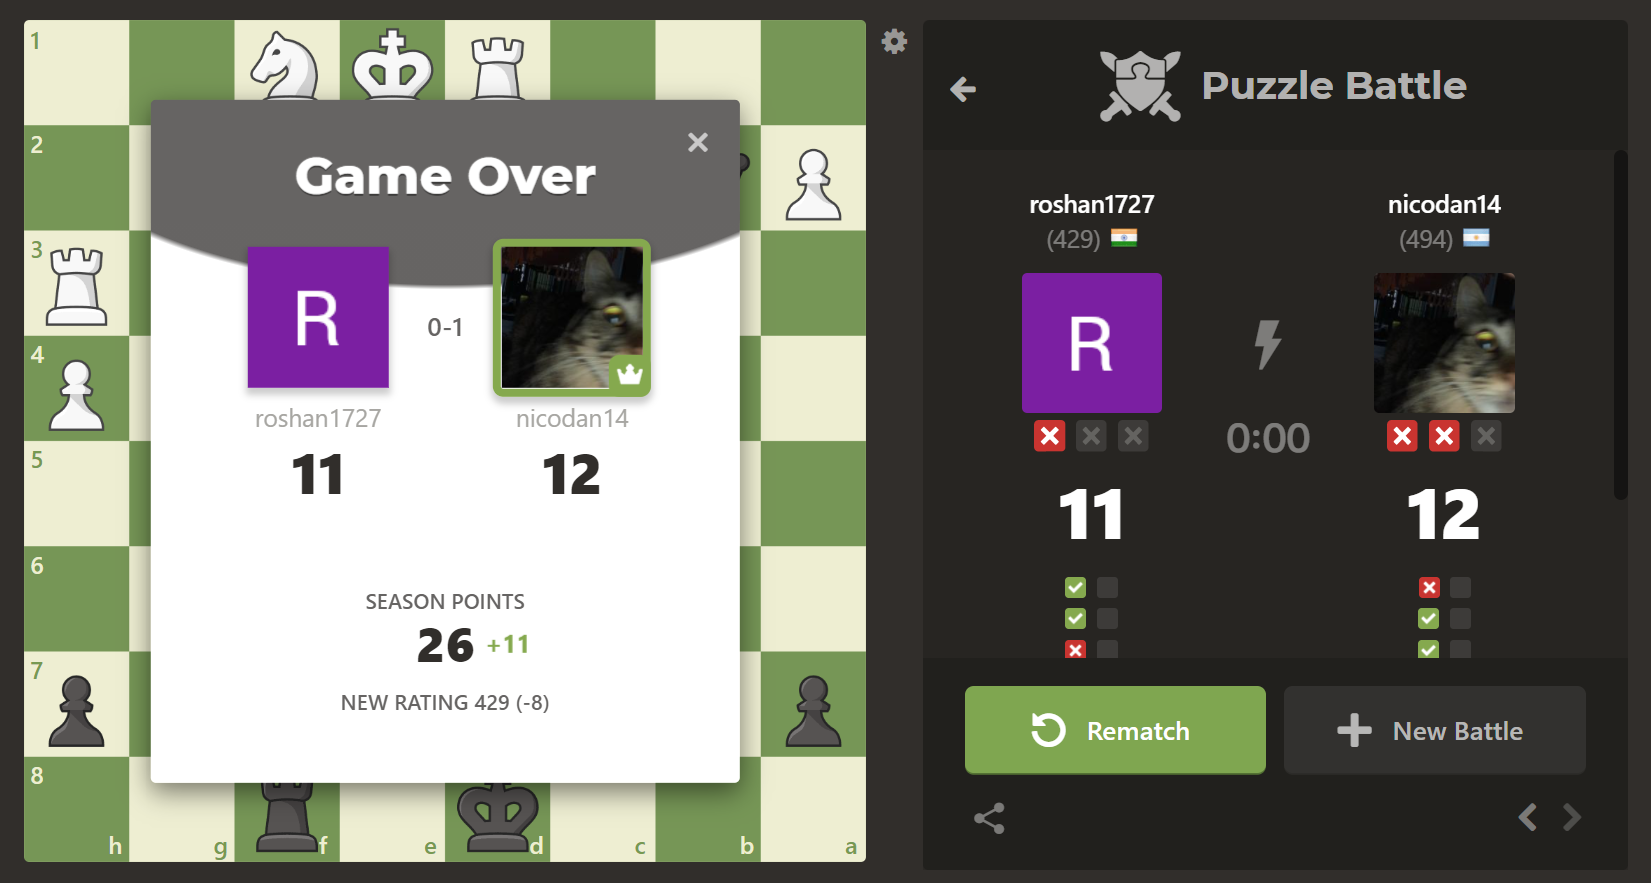 1
2
3
4
5
6
7
8
h
g
f
e
d
c
b
a
Game Over
R
0-1
roshan1727
nicodan14
11
12
SEASON POINTS
26 +11
NEW RATING 429 (-8)
Puzzle Battle
roshan1727
(429)
nicodan14
(494)
R
0:00
11
12
Rematch
New Battle